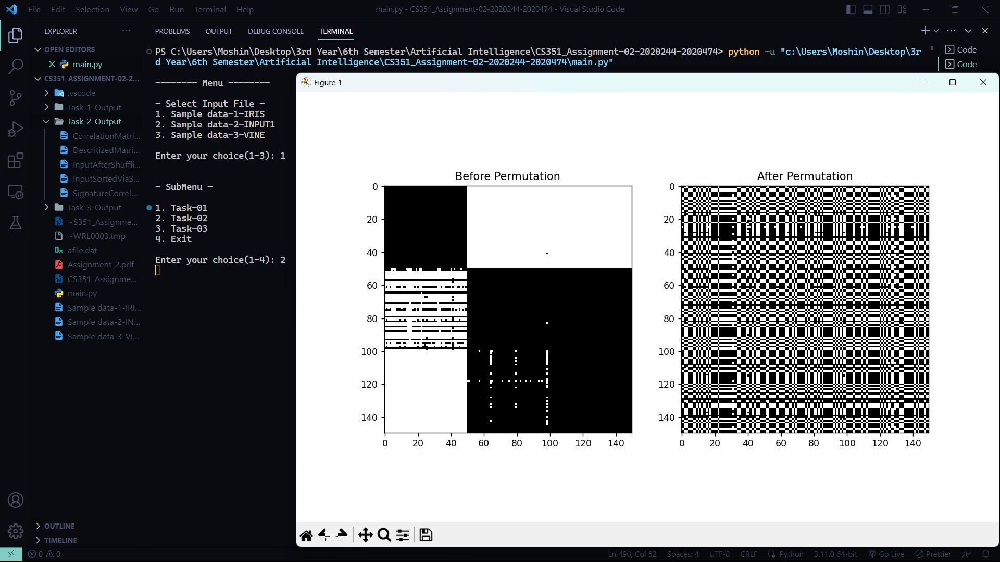 File Edit Selection View Go Run Terminal Help
main.py - CS351_Assignment-02-2020244-2020474 - Visual Studio Code
EXPLORER
OPEN EDITORS
main.py
CS351_ASSIGNMENT-02-2...
.vscode
Task-1-Output
Task-2-Output
CorrelationMatri...
DescritizedMatri...
InputAfterShuffli...
InputSortedViaS...
SignatureCorrel...
Task-3-Output
~$351_Assignme...
~WRL0003.tmp
afile.dat
Assignment-2.pdf
CS351_Assignme...
main.py
Sample data-1-IRI...
Sample data-2-IN...
Sample data-3-VI...
OUTLINE
TIMELINE
PROBLEMS OUTPUT DEBUG CONSOLE TERMINAL
PS C:\Users\Moshin\Desktop\3rd Year\6th Semester\Artificial Intelligence\CS351_Assignment-02-2020244-2020474> python -u "c:\Users\Moshin\Desktop\3r
d Year\6th Semester\Artificial Intelligence\CS351_Assignment-02-2020244-2020474\main.py"
Code
Code
-------- Menu --------
- Select Input File -
1. Sample data-1-IRIS
2. Sample data-2-INPUT1
3. Sample data-3-VINE
Enter your choice(1-3): 1
- SubMenu -
1. Task-01
2. Task-02
3. Task-03
4. Exit
Enter your choice(1-4): 2
Figure 1
Before Permutation
0
20
40
60
80
100
120
140
0 20 40 60 80 100 120 140
After Permutation
0
20
40
60
80
100
120
140
0 20 40 60 80 100 120 140
0 0
Ln 490, Col 52 Spaces: 4 UTF-8 CRLF Python 3.11.0 64-bit Go Live Prettier